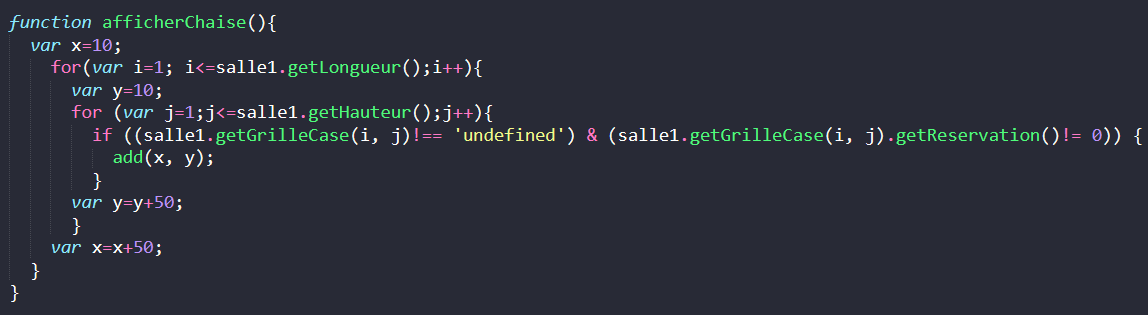 function afficherChaise(){
var x=10;
for(var i=1; i<=salle1.getLongueur();i++){
var y=10;
for (var j=1;j<=salle1.getHauteur();j++){
if ((salle1.getGrilleCase(i, j)!== 'undefined') & (salle1.getGrilleCase(i, j).getReservation()!= 0)) {
add(x, y);
}
var y=y+50;
}
var x=x+50;
}
}